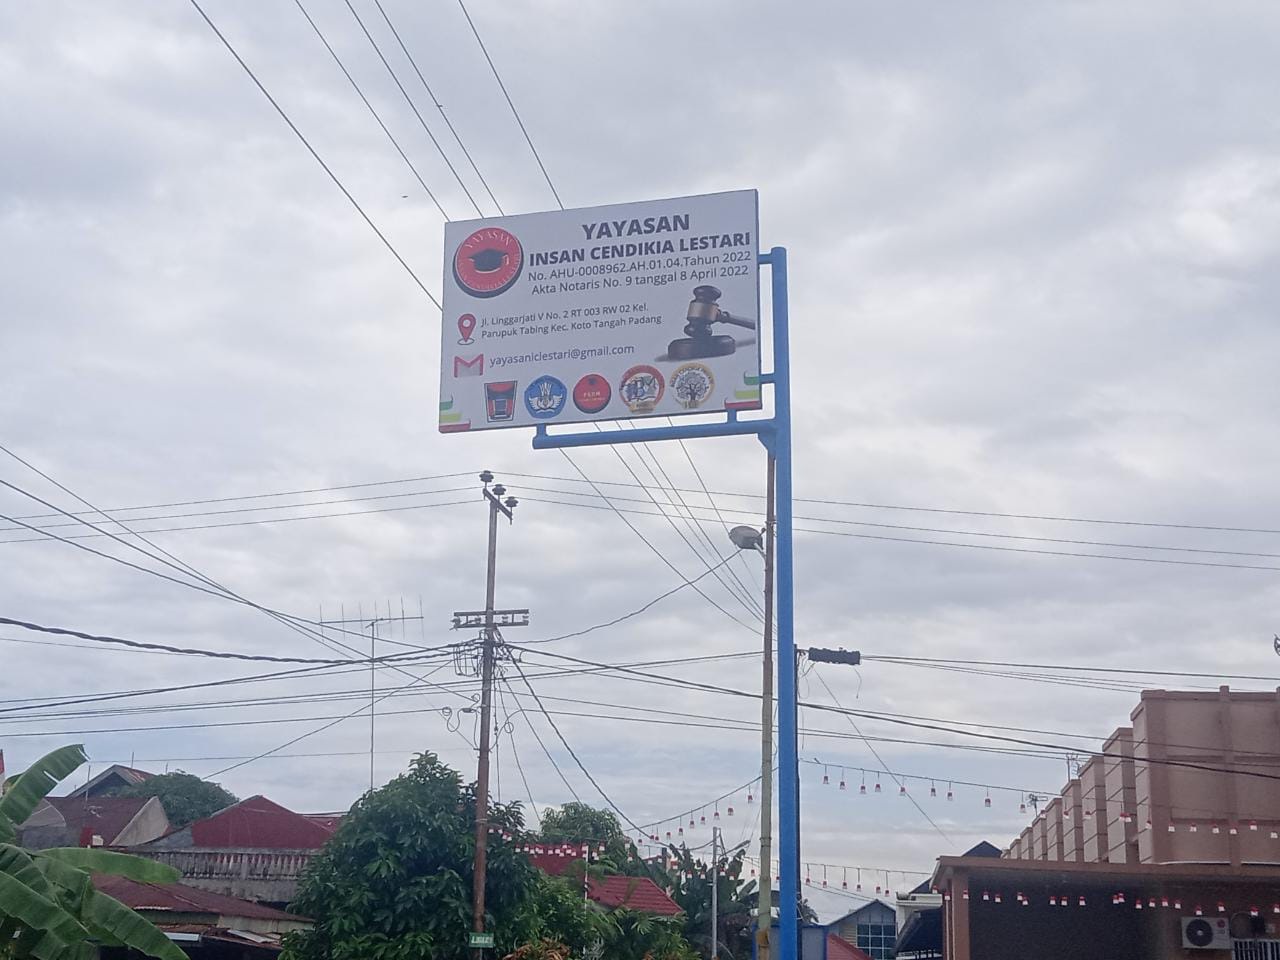 YAYASAN
INSAN CENDIKIA LESTARI
No. AHU-0008962.AH.01.04.Tahun 2022
Akta Notaris No. 9 tanggal 8 April 2022
Jl. Linggarjati V No. 2 RT 003 RW 02 Kel.
Parupuk Tabing Kec. Koto Tangah Padang
yayasaniclestari@gmail.com
YAYASAN
PKBM